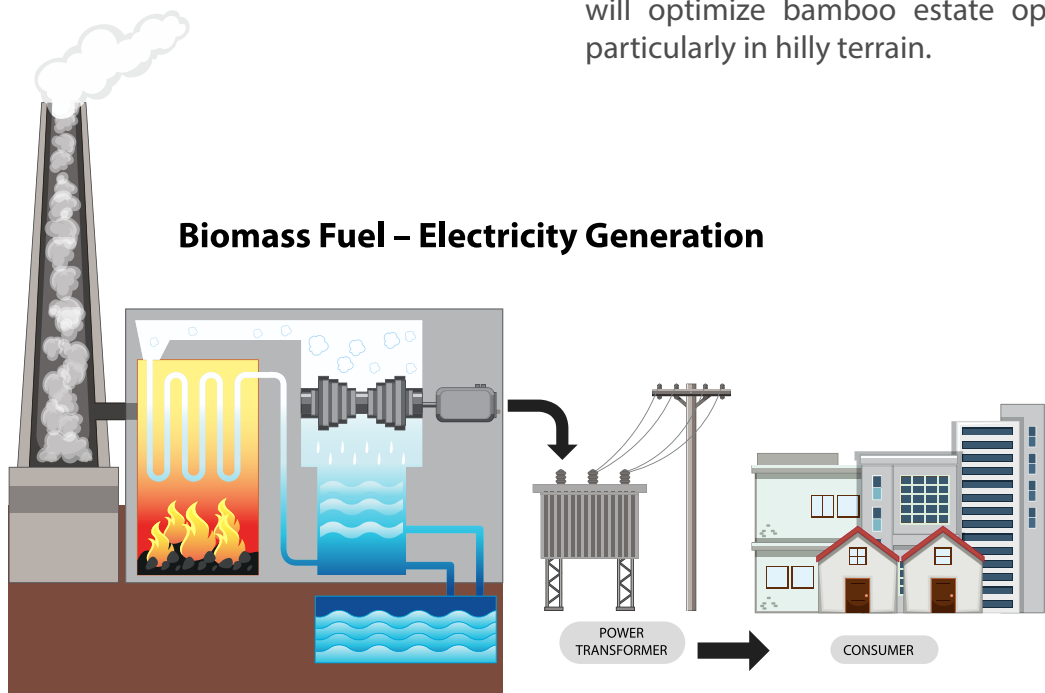 will optimize bamboo estate op
particularly in hilly terrain.
Biomass Fuel – Electricity Generation
POWER
TRANSFORMER
CONSUMER